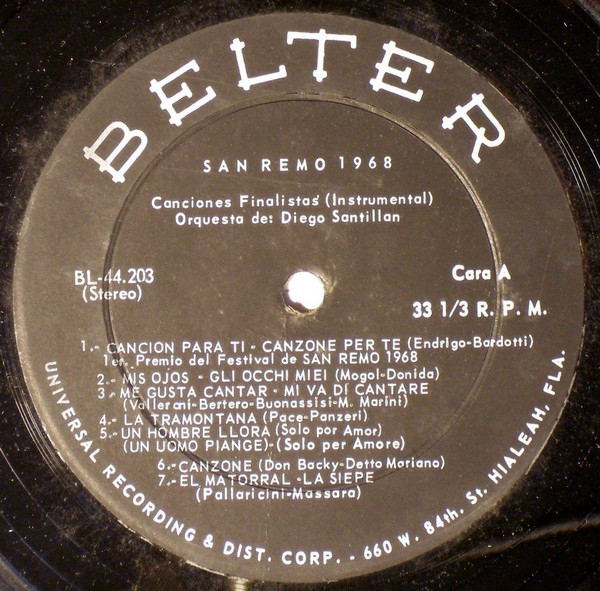 BELTER
SAN REMO 1968
Canciones Finalistas (Instrumental)
Orquesta de: Diego Santillan
BL-44.203
(Stereo)
Cara A
33 1/3 R. P. M.
1.- CANCION PARA TI - CANZONE PER TE (Endrigo-Bardotti)
1er. Premio del Festival de SAN REMO 1968
2.- MIS OJOS - GLI OCCHI MIEI (Mogol-Donida)
3.- ME GUSTA CANTAR - MI VA DI CANTARE
(Vallerani-Bertero-Buonassisi-M. Marini)
4.- LA TRAMONTANA (Pace-Panzeri)
5.- UN HOMBRE LLORA (Solo por Amor)
(UN UOMO PIANGE)-(Solo per Amore)
6.- CANZONE (Don Backy-Detto Mariano)
7.- EL MATORRAL -LA SIEPE
(Pallaricini-Massara)
UNIVERSAL RECORDING & DIST. CORP. - 660 W. 84th. St. HIALEAH, FLA.